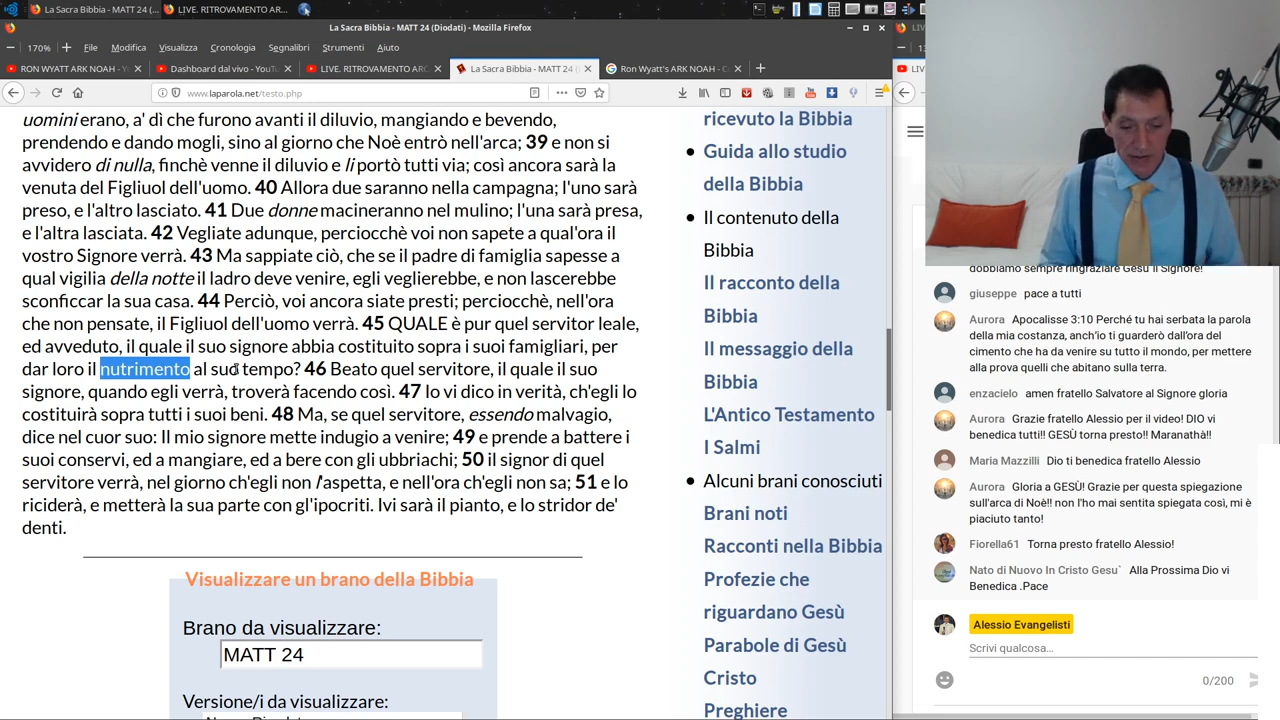 La Sacra Bibbia - MATT 24 (D
LIVE. RITROVAMENTO AR
La Sacra Bibbia - MATT 24 (Diodati) - Mozilla Firefox
LIV
170%
File
Modifica
Visualizza
Cronologia
Segnalibri
Strumenti
Aiuto
RON WYATT ARK NOAH - Y
Dashboard dal vivo - YouTu
LIVE. RITROVAMENTO ARC
La Sacra Bibbia - MATT 24 (
Ron Wyatt's ARK NOAH - C
www.laparola.net/testo.php
uomini erano, a' dì che furono avanti il diluvio, mangiando e bevendo,
prendendo e dando mogli, sino al giorno che Noè entrò nell'arca; 39 e non si
avvidero di nulla, finchè venne il diluvio e li portò tutti via; così ancora sarà la
venuta del Figliuol dell'uomo. 40 Allora due saranno nella campagna; l'uno sarà
preso, e l'altro lasciato. 41 Due donne macineranno nel mulino; l'una sarà presa,
e l'altra lasciata. 42 Vegliate adunque, perciocchè voi non sapete a qual'ora il
vostro Signore verrà. 43 Ma sappiate ciò, che se il padre di famiglia sapesse a
qual vigilia della notte il ladro deve venire, egli veglierebbe, e non lascerebbe
sconficcar la sua casa. 44 Perciò, voi ancora siate presti; perciocchè, nell'ora
che non pensate, il Figliuol dell'uomo verrà. 45 QUALE è pur quel servitor leale,
ed avveduto, il quale il suo signore abbia costituito sopra i suoi famigliari, per
dar loro il nutrimento al suo tempo? 46 Beato quel servitore, il quale il suo
signore, quando egli verrà, troverà facendo così. 47 Io vi dico in verità, ch'egli lo
costituirà sopra tutti i suoi beni. 48 Ma, se quel servitore, essendo malvagio,
dice nel cuor suo: Il mio signore mette indugio a venire; 49 e prende a battere i
suoi conservi, ed a mangiare, ed a bere con gli ubbriachi; 50 il signor di quel
servitore verrà, nel giorno ch'egli non l'aspetta, e nell'ora ch'egli non sa; 51 e lo
riciderà, e metterà la sua parte con gl'ipocriti. Ivi sarà il pianto, e lo stridor de'
denti.
Visualizzare un brano della Bibbia
Brano da visualizzare:
MATT 24
Versione/i da visualizzare:
ricevuto la Bibbia
Guida allo studio
della Bibbia
Il contenuto della
Bibbia
Il racconto della
Bibbia
Il messaggio della
Bibbia
L'Antico Testamento
I Salmi
Alcuni brani conosciuti
Brani noti
Racconti nella Bibbia
Profezie che
riguardano Gesù
Parabole di Gesù
Cristo
Preghiere
dobbiamo sempre ringraziare Gesù il Signore!
giuseppe pace a tutti
Aurora Apocalisse 3:10 Perché tu hai serbata la parola
della mia costanza, anch'io ti guarderò dall'ora del
cimento che ha da venire su tutto il mondo, per mettere
alla prova quelli che abitano sulla terra.
enzacielo amen fratello Salvatore al Signore gloria
Aurora Grazie fratello Alessio per il video! DIO vi
benedica tutti!! GESÙ torna presto!! Maranathà!!
Maria Mazzilli Dio ti benedica fratello Alessio
Aurora Gloria a GESÙ! Grazie per questa spiegazione
sull'arca di Noè!! non l'ho mai sentita spiegata così, mi è
piaciuto tanto!
Fiorella61 Torna presto fratello Alessio!
Nato di Nuovo In Cristo Gesu` Alla Prossima Dio vi
Benedica .Pace
Alessio Evangelisti
Scrivi qualcosa…
0/200